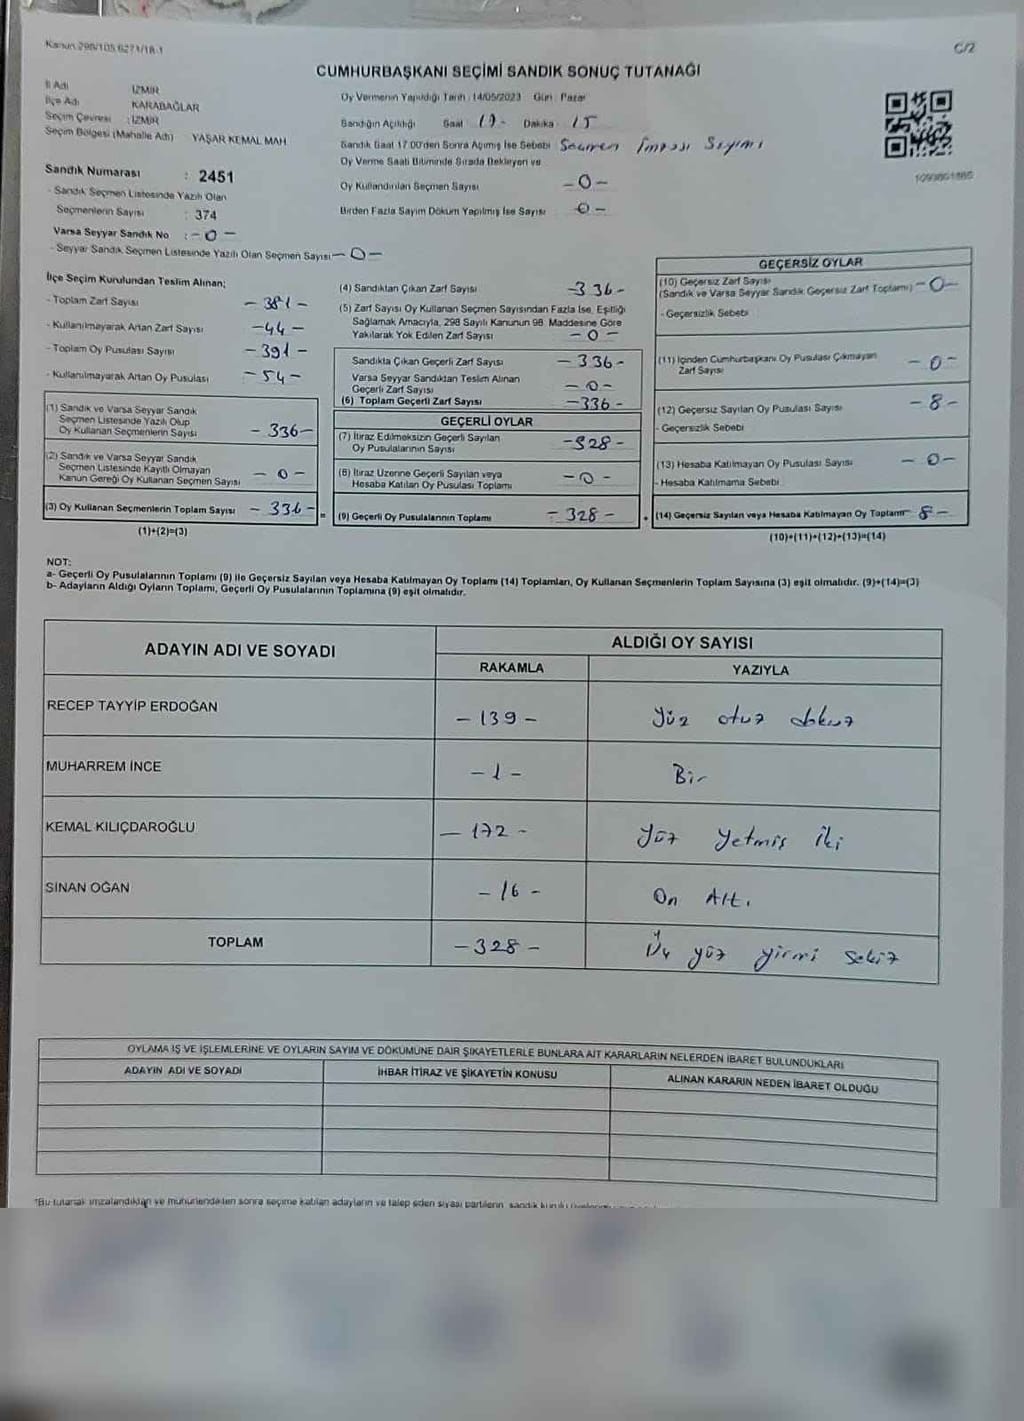 Kanun 298/105.6271/18-1
C/2
CUMHURBAŞKANI SEÇİMİ SANDIK SONUÇ TUTANAĞI
İl Adı : İZMİR
İlçe Adı : KARABAĞLAR
Seçim Çevresi : İZMİR
Seçim Bölgesi (Mahalle Adı) YAŞAR KEMAL MAH
Sandık Numarası : 2451
- Sandık Seçmen Listesinde Yazılı Olan
Seçmenlerin Sayısı : 374
Varsa Seyyar Sandık No : - 0 -
- Seyyar Sandık Seçmen Listesinde Yazılı Olan Seçmen Sayısı - 0 -
Oy Vermenin Yapıldığı Tarih : 14/05/2023 Gün : Pazar
Sandığın Açıldığı Saat 17 - Dakika : 15
Sandık Saat 17.00'den Sonra Açılmış İse Sebebi Seçmen İmzası Sayımı
Oy Verme Saati Bitiminde Sırada Bekleyen ve
Oy Kullandırılan Seçmen Sayısı - 0 -
Birden Fazla Sayım Döküm Yapılmış İse Sayısı - 0 -
1093801885
İlçe Seçim Kurulundan Teslim Alınan;
- Toplam Zarf Sayısı - 381 -
- Kullanılmayarak Artan Zarf Sayısı - 44 -
- Toplam Oy Pusulası Sayısı - 391 -
- Kullanılmayarak Artan Oy Pusulası - 54 -
(1) Sandık ve Varsa Seyyar Sandık
Seçmen Listesinde Yazılı Olup
Oy Kullanan Seçmenlerin Sayısı - 336 -
(2) Sandık ve Varsa Seyyar Sandık
Seçmen Listesinde Kayıtlı Olmayan
Kanun Gereği Oy Kullanan Seçmen Sayısı - 0 -
(3) Oy Kullanan Seçmenlerin Toplam Sayısı - 336 - =
(1)+(2)=(3)
(4) Sandıktan Çıkan Zarf Sayısı - 336 -
(5) Zarf Sayısı Oy Kullanan Seçmen Sayısından Fazla İse, Eşitliği
Sağlamak Amacıyla, 298 Sayılı Kanunun 98. Maddesine Göre
Yakılarak Yok Edilen Zarf Sayısı - 0 -
Sandıkta Çıkan Geçerli Zarf Sayısı - 336 -
Varsa Seyyar Sandıktan Teslim Alınan
Geçerli Zarf Sayısı - 0 -
(6) Toplam Geçerli Zarf Sayısı - 336 -
GEÇERLİ OYLAR
(7) İtiraz Edilmeksizin Geçerli Sayılan
Oy Pusulalarının Sayısı - 328 -
(8) İtiraz Üzerine Geçerli Sayılan veya
Hesaba Katılan Oy Pusulası Toplamı - 0 -
(9) Geçerli Oy Pusulalarının Toplamı - 328 - +
GEÇERSİZ OYLAR
(10) Geçersiz Zarf Sayısı
(Sandık ve Varsa Seyyar Sandık Geçersiz Zarf Toplamı) - 0 -
- Geçersizlik Sebebi
(11) İçinden Cumhurbaşkanı Oy Pusulası Çıkmayan
Zarf Sayısı - 0 -
(12) Geçersiz Sayılan Oy Pusulası Sayısı - 8 -
- Geçersizlik Sebebi
(13) Hesaba Katılmayan Oy Pusulası Sayısı - 0 -
- Hesaba Katılmama Sebebi
(14) Geçersiz Sayılan veya Hesaba Katılmayan Oy Toplamı - 8 -
(10)+(11)+(12)+(13)=(14)
NOT:
a- Geçerli Oy Pusulalarının Toplamı (9) ile Geçersiz Sayılan veya Hesaba Katılmayan Oy Toplamı (14) Toplamları, Oy Kullanan Seçmenlerin Toplam Sayısına (3) eşit olmalıdır. (9)+(14)=(3)
b- Adayların Aldığı Oyların Toplamı, Geçerli Oy Pusulalarının Toplamına (9) eşit olmalıdır.
ADAYIN ADI VE SOYADI
ALDIĞI OY SAYISI
RAKAMLA YAZIYLA
RECEP TAYYİP ERDOĞAN - 139 - Yüz otuz dokuz
MUHARREM İNCE - 1 - Bir
KEMAL KILIÇDAROĞLU - 172 - Yüz Yetmiş İki
SİNAN OĞAN - 16 - On Altı
TOPLAM - 328 - Üç yüz yirmi sekiz
OYLAMA İŞ VE İŞLEMLERİNE VE OYLARIN SAYIM VE DÖKÜMÜNE DAİR ŞİKAYETLERLE BUNLARA AİT KARARLARIN NELERDEN İBARET BULUNDUKLARI
ADAYIN ADI VE SOYADI İHBAR İTİRAZ VE ŞİKAYETİN KONUSU ALINAN KARARIN NEDEN İBARET OLDUĞU
*Bu tutanak imzalandıktan ve mühürlendikten sonra seçime katılan adayların ve talep eden siyasi partilerin sandık kurulu